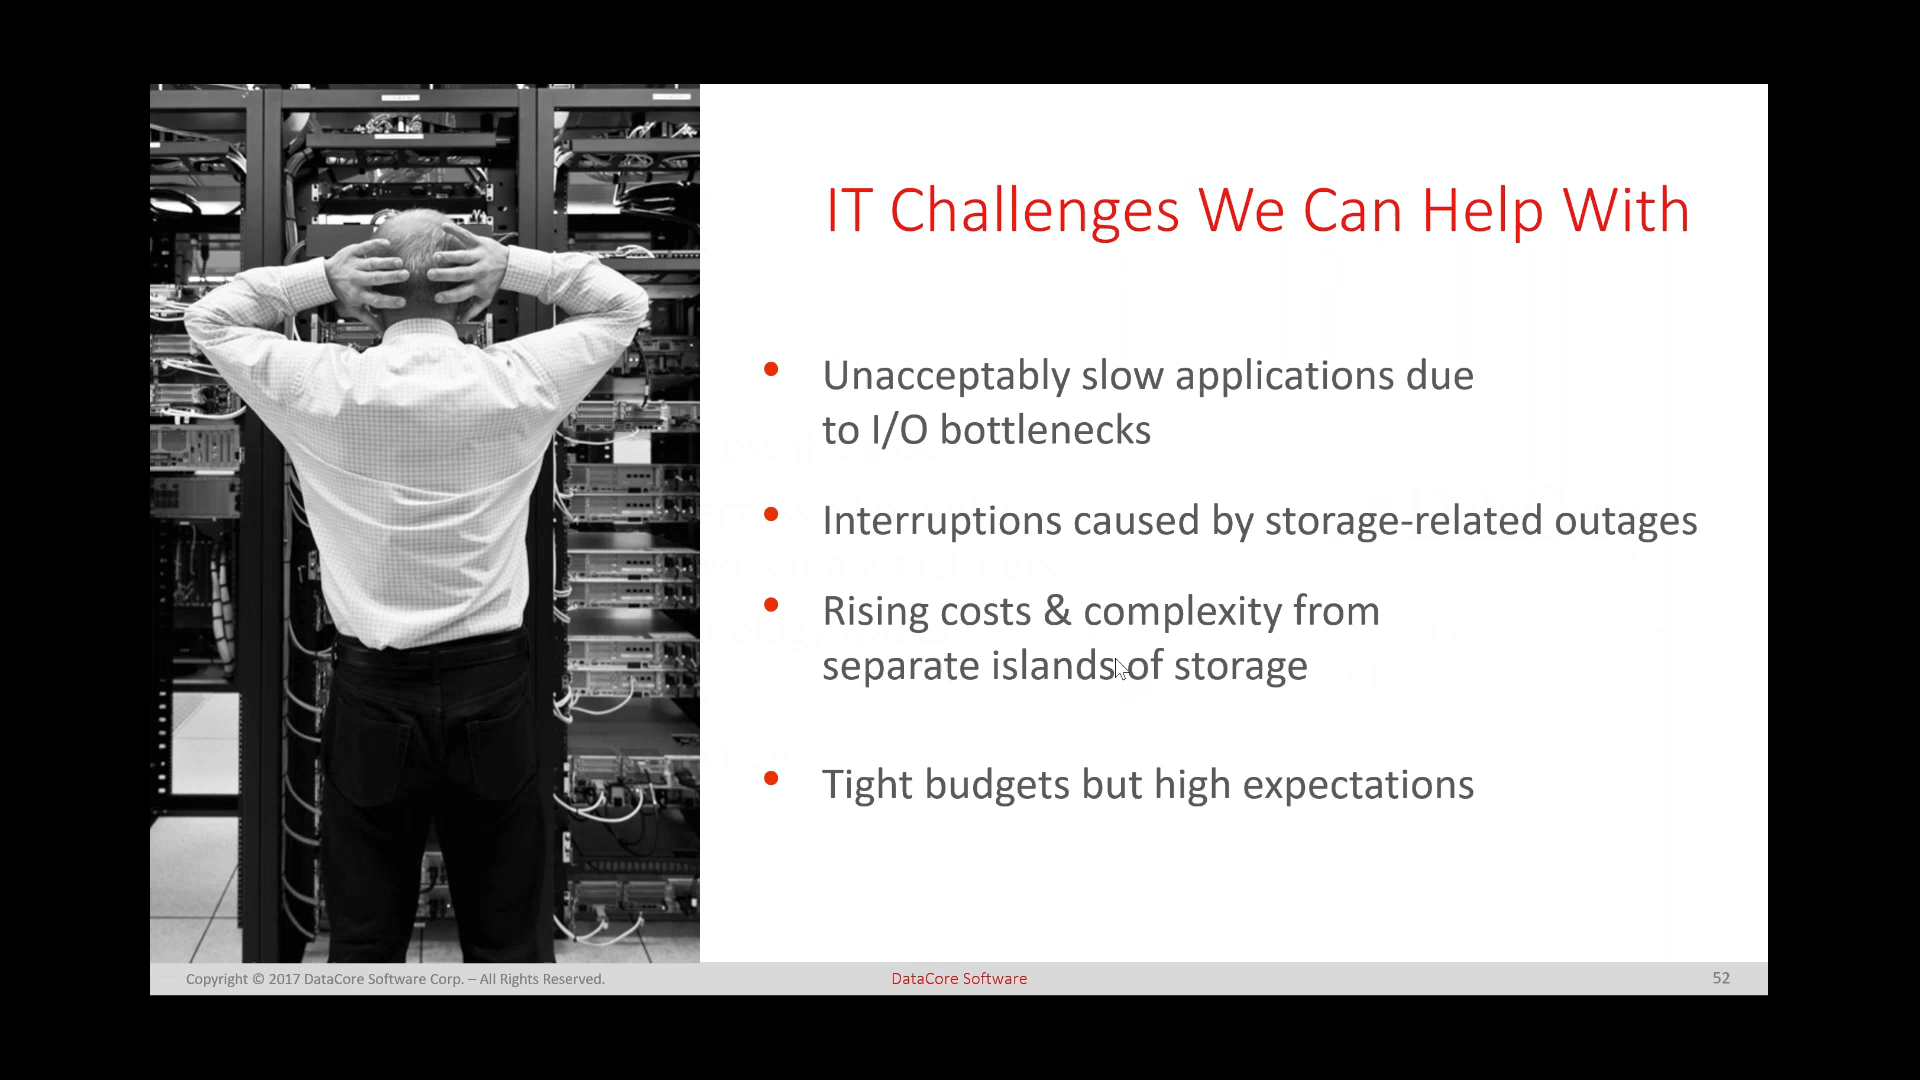 IT Challenges We Can Help With
• Unacceptably slow applications due
to I/O bottlenecks
• Interruptions caused by storage-related outages
• Rising costs & complexity from
separate islands of storage
• Tight budgets but high expectations
Copyright © 2017 DataCore Software Corp. – All Rights Reserved.
DataCore Software
52